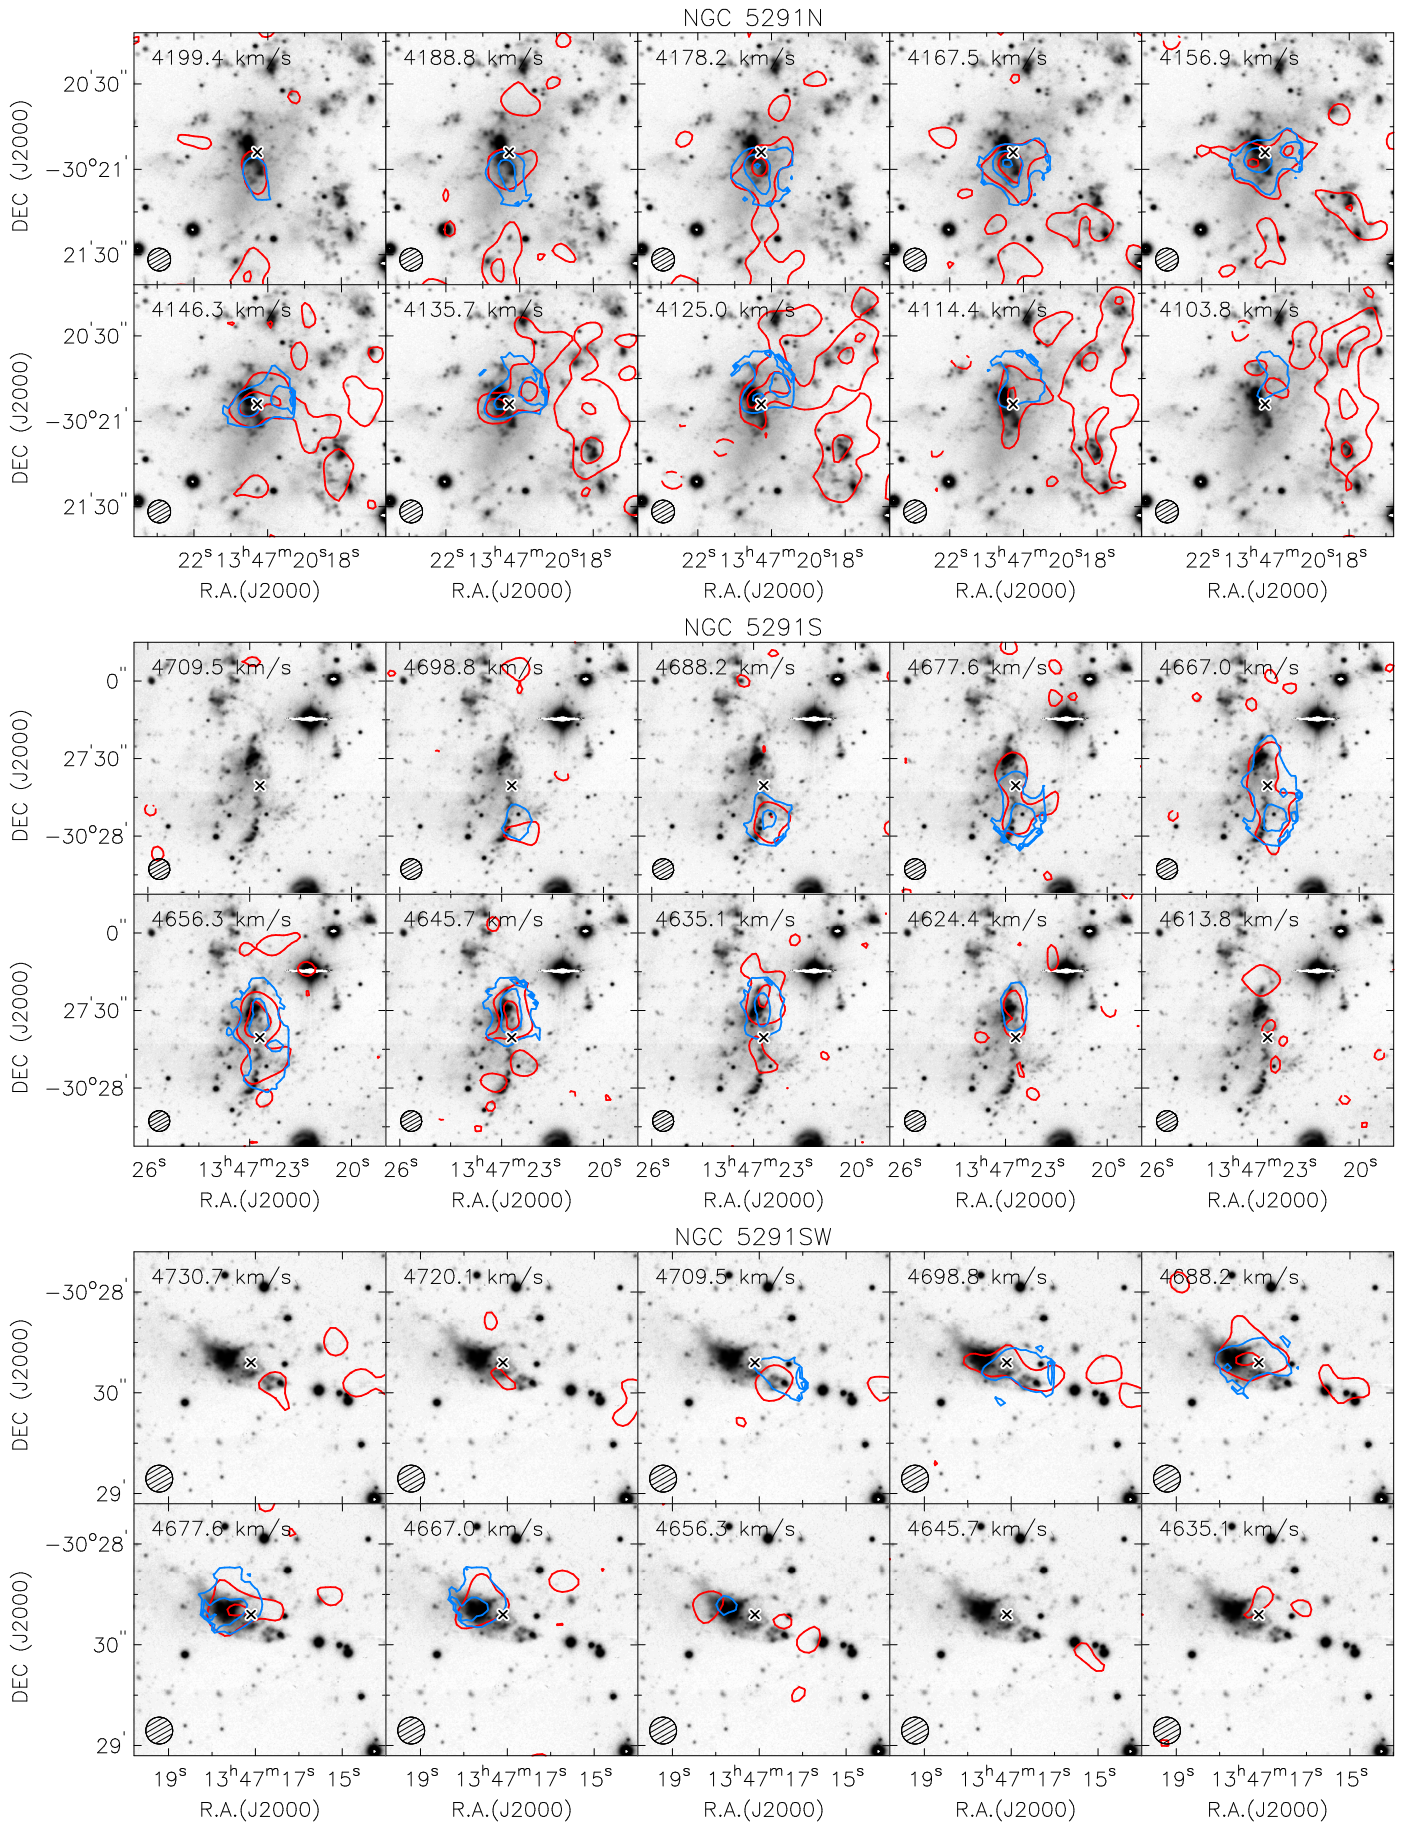 NGC 5291N
4199.4 km/s 4188.8 km/s 4178.2 km/s 4167.5 km/s 4156.9 km/s
20'30"
DEC (J2000)
−30°21'
21'30"
4146.3 km/s 4135.7 km/s 4125.0 km/s 4114.4 km/s 4103.8 km/s
20'30"
DEC (J2000)
−30°21'
21'30"
22ˢ 13ʰ47ᵐ20ˢ18ˢ 22ˢ 13ʰ47ᵐ20ˢ18ˢ 22ˢ 13ʰ47ᵐ20ˢ18ˢ 22ˢ 13ʰ47ᵐ20ˢ18ˢ 22ˢ 13ʰ47ᵐ20ˢ18ˢ
R.A.(J2000) R.A.(J2000) R.A.(J2000) R.A.(J2000) R.A.(J2000)
NGC 5291S
4709.5 km/s 4698.8 km/s 4688.2 km/s 4677.6 km/s 4667.0 km/s
0"
27'30"
DEC (J2000)
−30°28'
4656.3 km/s 4645.7 km/s 4635.1 km/s 4624.4 km/s 4613.8 km/s
0"
27'30"
DEC (J2000)
−30°28'
26ˢ 13ʰ47ᵐ23ˢ 20ˢ 26ˢ 13ʰ47ᵐ23ˢ 20ˢ 26ˢ 13ʰ47ᵐ23ˢ 20ˢ 26ˢ 13ʰ47ᵐ23ˢ 20ˢ 26ˢ 13ʰ47ᵐ23ˢ 20ˢ
R.A.(J2000) R.A.(J2000) R.A.(J2000) R.A.(J2000) R.A.(J2000)
NGC 5291SW
4730.7 km/s 4720.1 km/s 4709.5 km/s 4698.8 km/s 4688.2 km/s
−30°28'
DEC (J2000)
30"
29'
4677.6 km/s 4667.0 km/s 4656.3 km/s 4645.7 km/s 4635.1 km/s
−30°28'
DEC (J2000)
30"
29'
19ˢ 13ʰ47ᵐ17ˢ 15ˢ 19ˢ 13ʰ47ᵐ17ˢ 15ˢ 19ˢ 13ʰ47ᵐ17ˢ 15ˢ 19ˢ 13ʰ47ᵐ17ˢ 15ˢ 19ˢ 13ʰ47ᵐ17ˢ 15ˢ
R.A.(J2000) R.A.(J2000) R.A.(J2000) R.A.(J2000) R.A.(J2000)